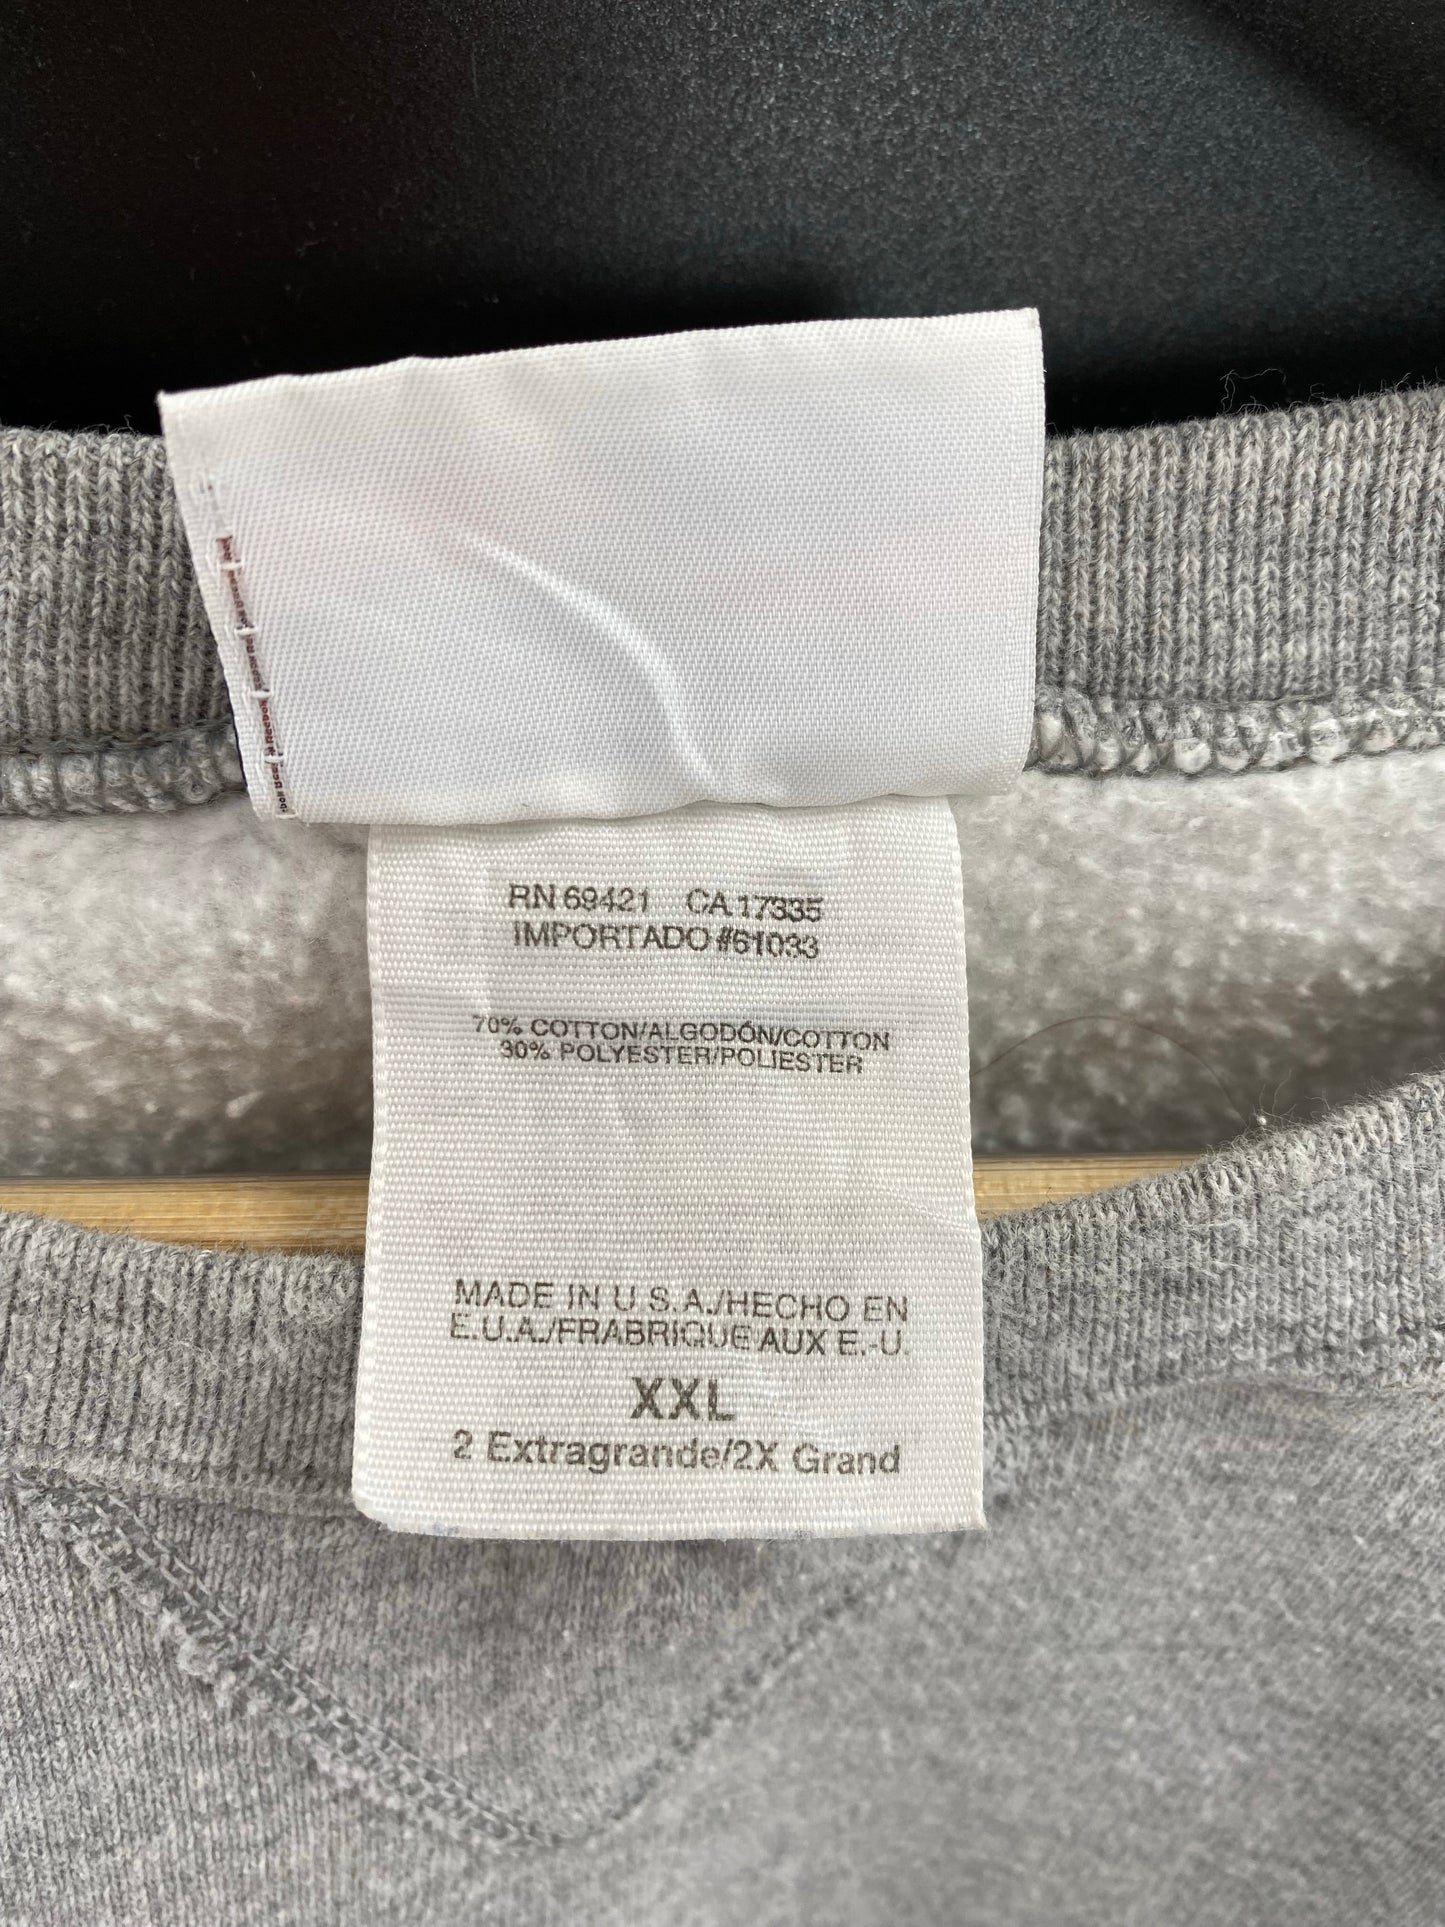 RN 69421 CA 17335
IMPORTADO #61033
70% COTTON/ALGODÓN/COTTON
30% POLYESTER/POLIESTER
MADE IN U S.A./HECHO EN
E.U.A./FRABRIQUE AUX E.-U.
XXL
2 Extragrande/2X Grand